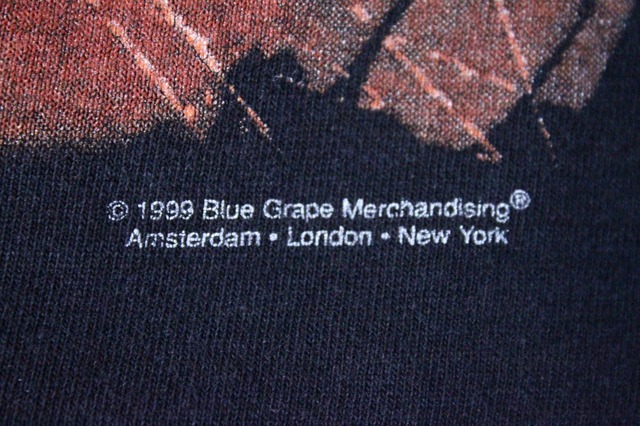 © 1999 Blue Grape Merchandising®
Amsterdam • London • New York